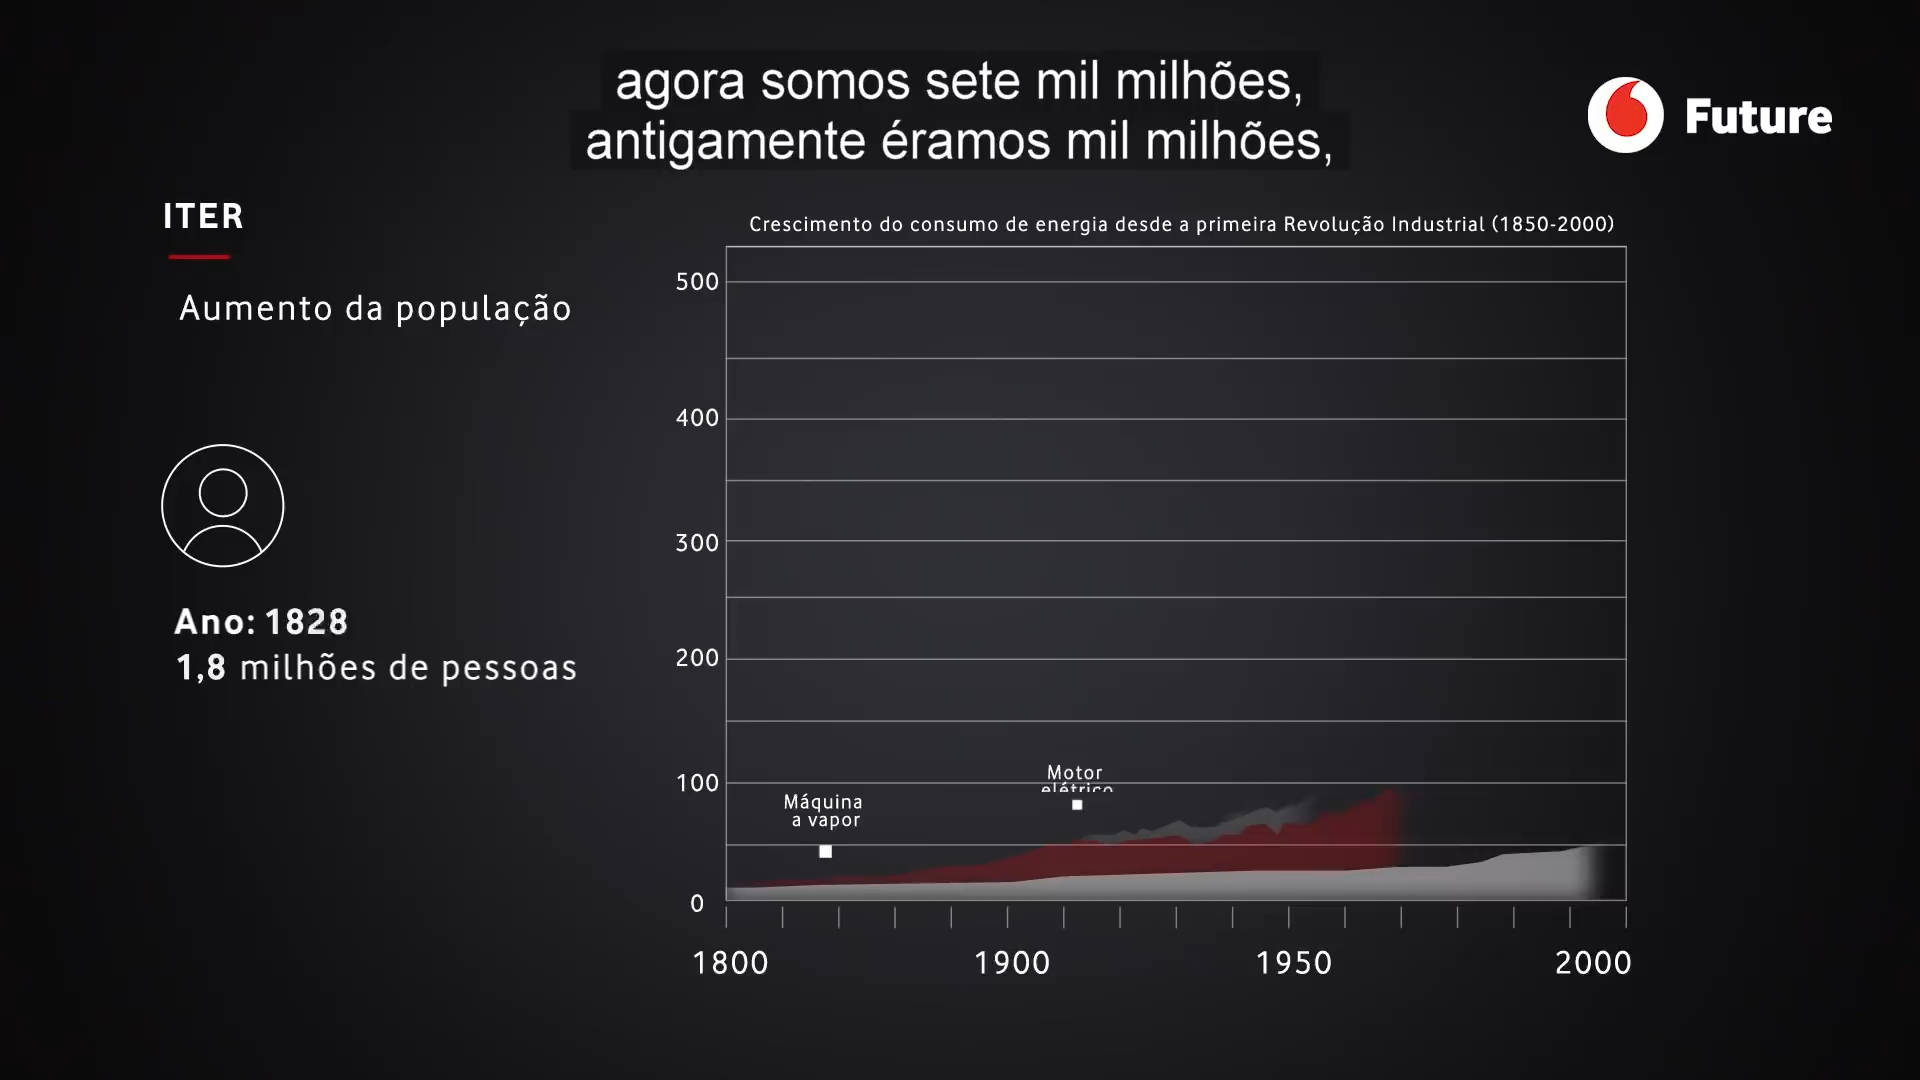 agora somos sete mil milhões,
antigamente éramos mil milhões,
Future
ITER
Aumento da população
Ano: 1828
1,8 milhões de pessoas
Crescimento do consumo de energia desde a primeira Revolução Industrial (1850-2000)
500
400
300
200
100
0
Máquina
a vapor
Motor
elétrico
1800
1900
1950
2000